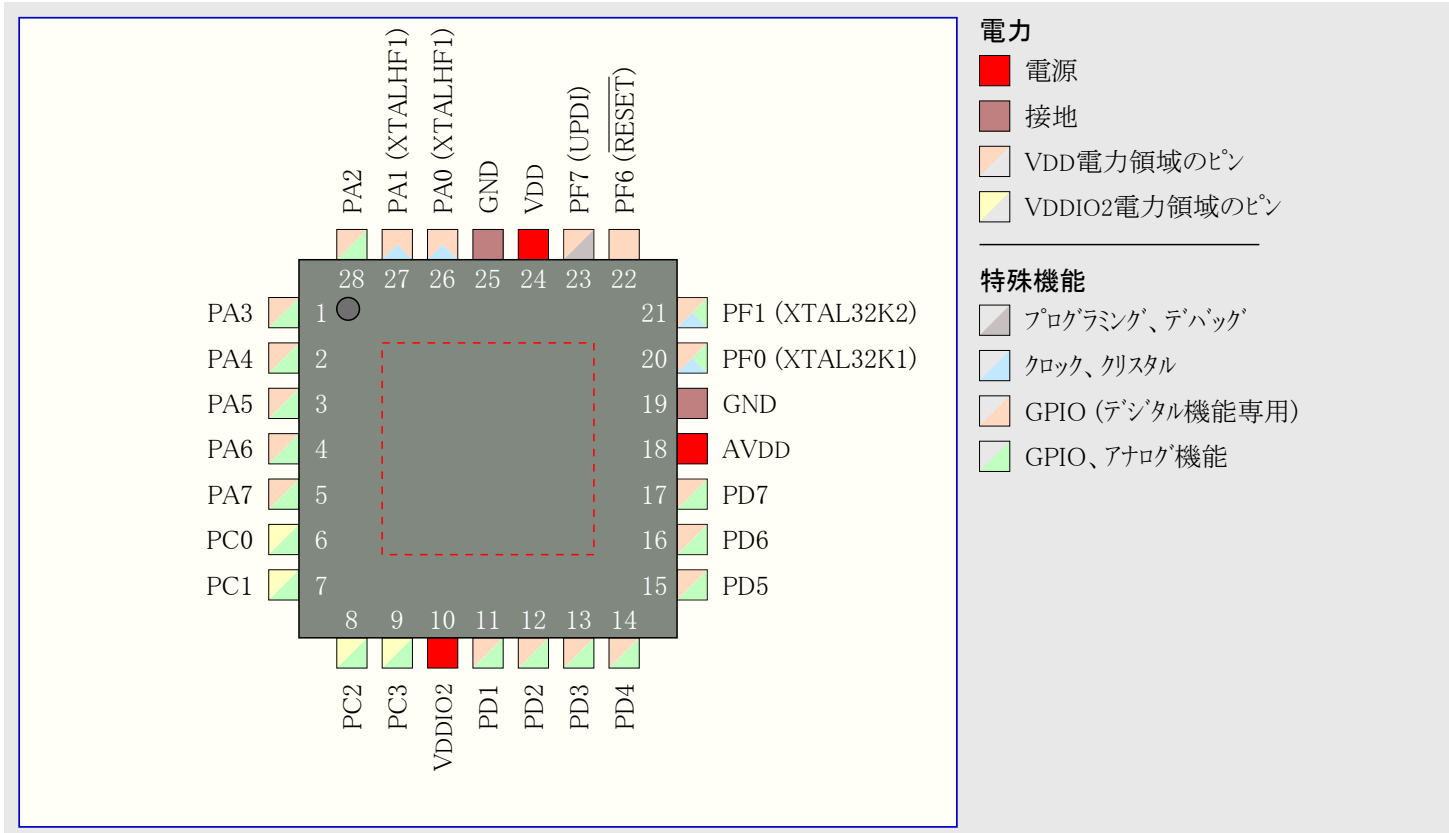 PA2
PA1 (XTALHF1)
PA0 (XTALHF1)
GND
VDD
PF7 (UPDI)
PF6 (RESET)
28 27 26 25 24 23 22
PA3 1
PA4 2
PA5 3
PA6 4
PA7 5
PC0 6
PC1 7
21 PF1 (XTAL32K2)
20 PF0 (XTAL32K1)
19 GND
18 AVDD
17 PD7
16 PD6
15 PD5
8 9 10 11 12 13 14
PC2
PC3
VDDIO2
PD1
PD2
PD3
PD4
電力
電源
接地
VDD電力領域のピン
VDDIO2電力領域のピン
特殊機能
プログラミング、デバッグ
クロック、クリスタル
GPIO (デジタル機能専用)
GPIO、アナログ機能